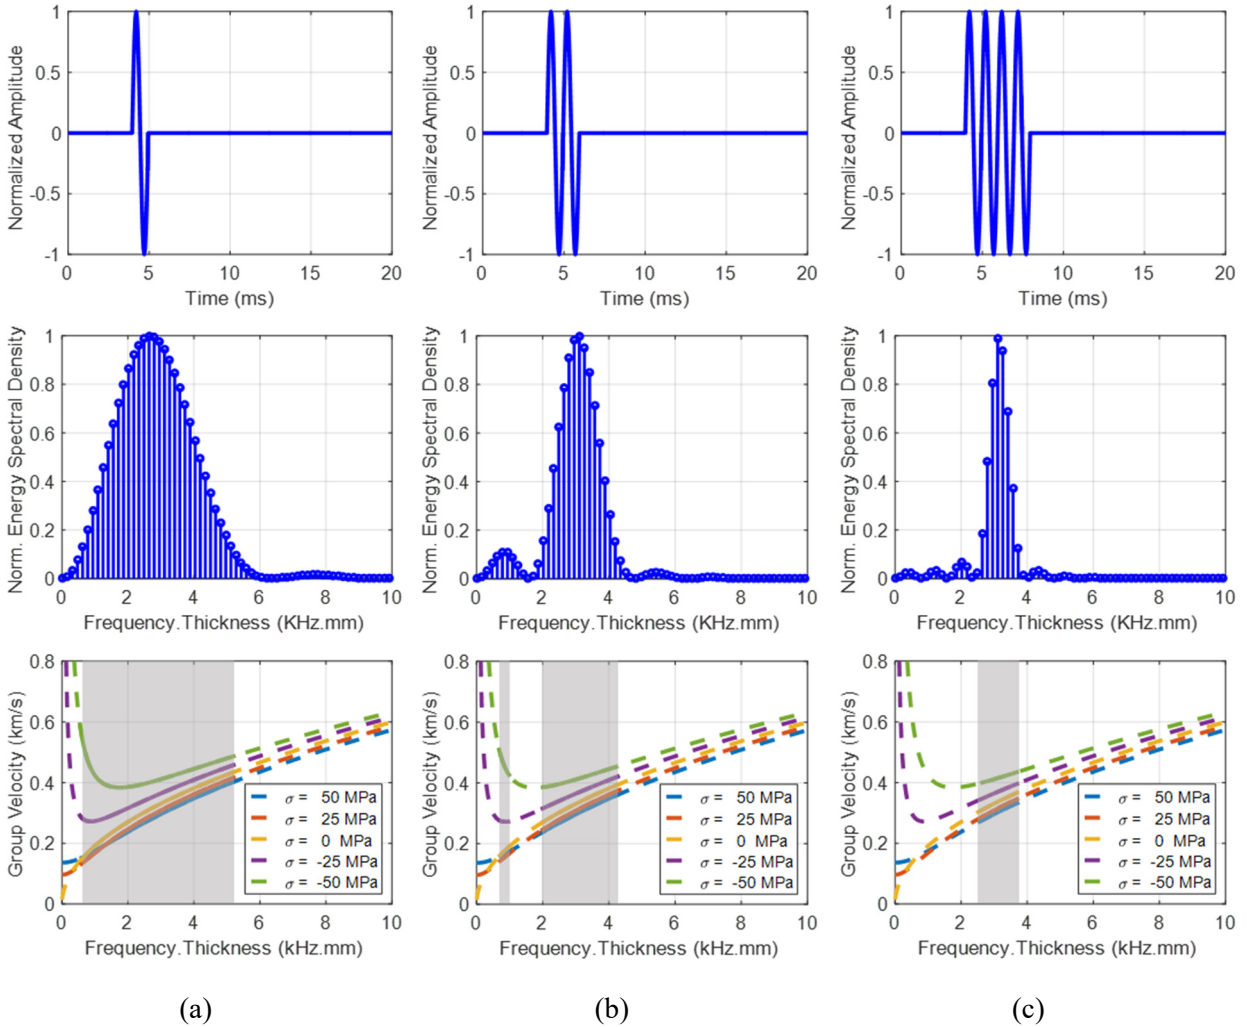 1
0.5
0
-0.5
-1
Normalized Amplitude
0 5 10 15 20
Time (ms)
1
0.5
0
-0.5
-1
Normalized Amplitude
0 5 10 15 20
Time (ms)
1
0.5
0
-0.5
-1
Normalized Amplitude
0 5 10 15 20
Time (ms)
1
0.8
0.6
0.4
0.2
0
Norm. Energy Spectral Density
0 2 4 6 8 10
Frequency.Thickness (KHz.mm)
1
0.8
0.6
0.4
0.2
0
Norm. Energy Spectral Density
0 2 4 6 8 10
Frequency.Thickness (KHz.mm)
1
0.8
0.6
0.4
0.2
0
Norm. Energy Spectral Density
0 2 4 6 8 10
Frequency.Thickness (KHz.mm)
0.8
0.6
0.4
0.2
0
Group Velocity (km/s)
σ = 50 MPa
σ = 25 MPa
σ = 0 MPa
σ = -25 MPa
σ = -50 MPa
0 2 4 6 8 10
Frequency.Thickness (kHz.mm)
0.8
0.6
0.4
0.2
0
Group Velocity (km/s)
σ = 50 MPa
σ = 25 MPa
σ = 0 MPa
σ = -25 MPa
σ = -50 MPa
0 2 4 6 8 10
Frequency.Thickness (kHz.mm)
0.8
0.6
0.4
0.2
0
Group Velocity (km/s)
σ = 50 MPa
σ = 25 MPa
σ = 0 MPa
σ = -25 MPa
σ = -50 MPa
0 2 4 6 8 10
Frequency.Thickness (kHz.mm)
(a)
(b)
(c)